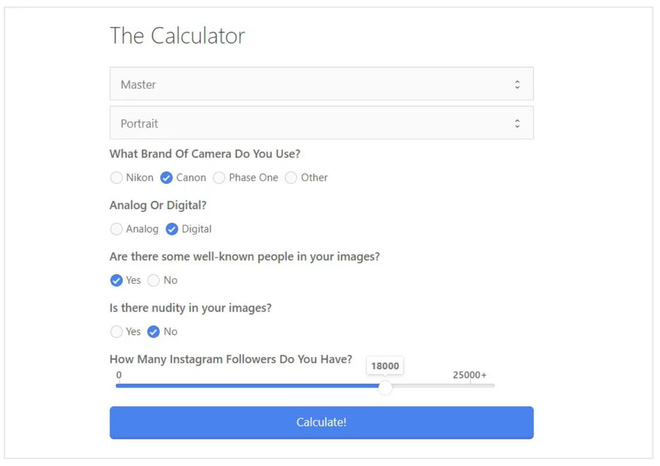 The Calculator
Master
Portrait
What Brand Of Camera Do You Use?
Nikon Canon Phase One Other
Analog Or Digital?
Analog Digital
Are there some well-known people in your images?
Yes No
Is there nudity in your images?
Yes No
How Many Instagram Followers Do You Have?
18000
0 25000+
Calculate!